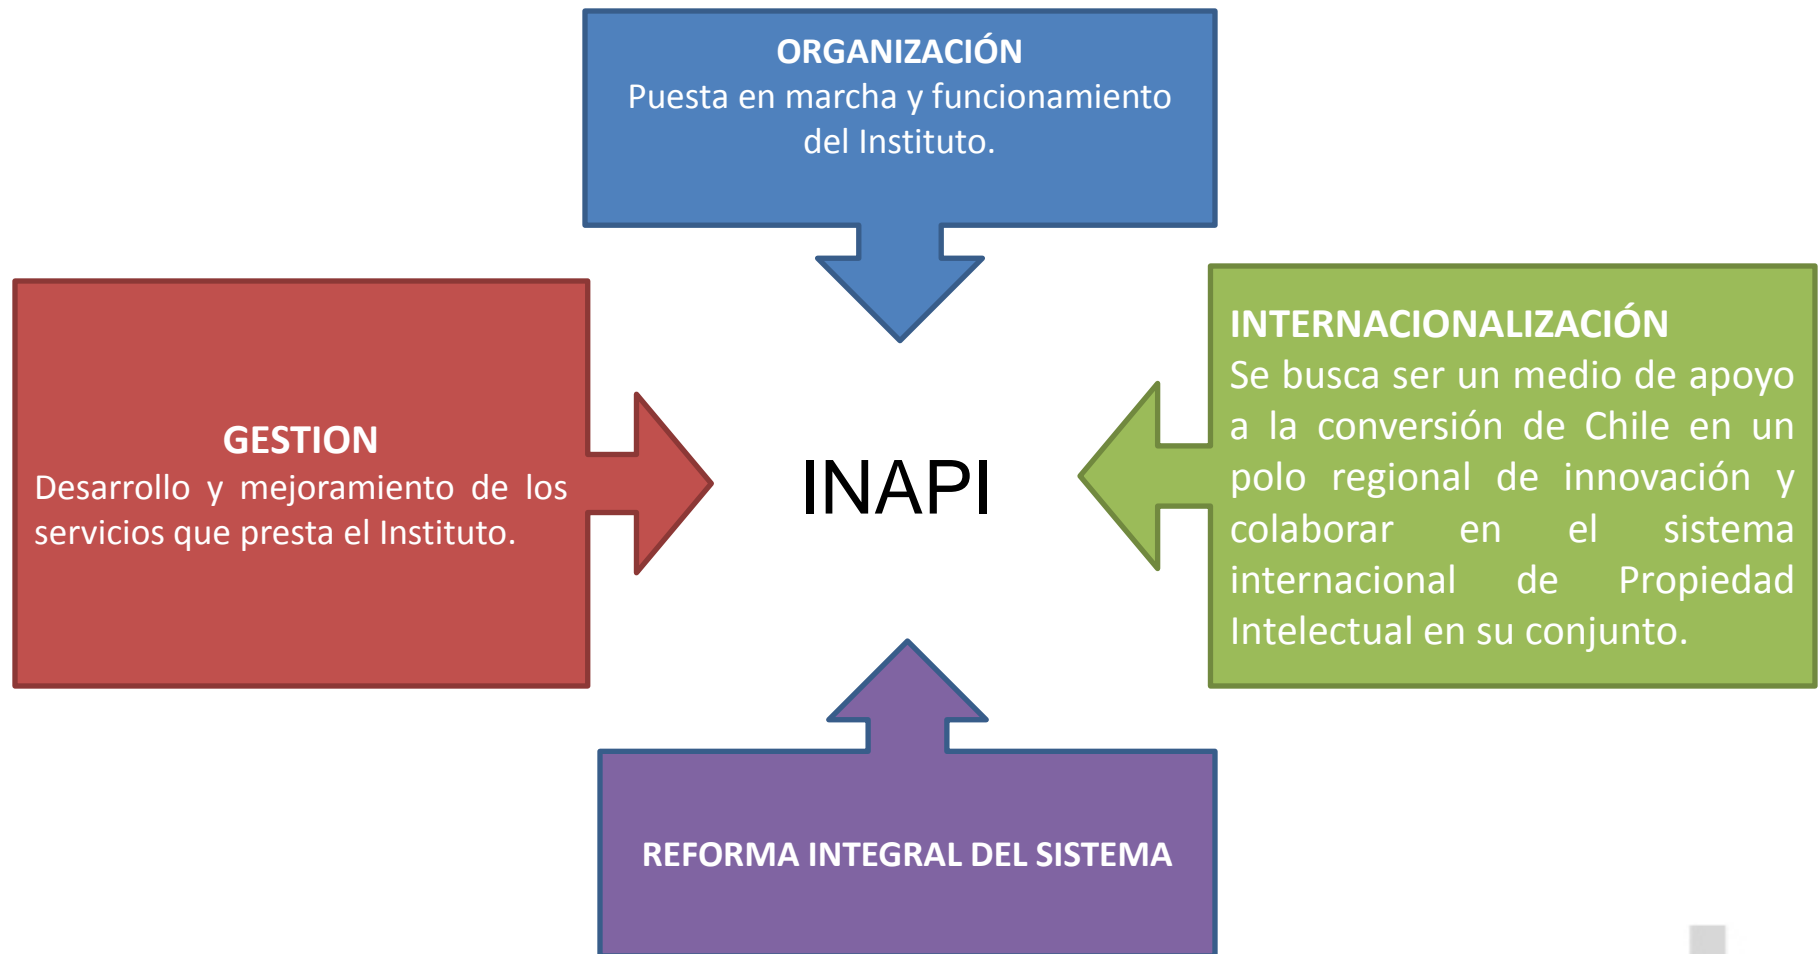 ORGANIZACIÓN
Puesta en marcha y funcionamiento
del Instituto.
GESTION
Desarrollo y mejoramiento de los
servicios que presta el Instituto.
INAPI
INTERNACIONALIZACIÓN
Se busca ser un medio de apoyo
a la conversión de Chile en un
polo regional de innovación y
colaborar en el sistema
internacional de Propiedad
Intelectual en su conjunto.
REFORMA INTEGRAL DEL SISTEMA